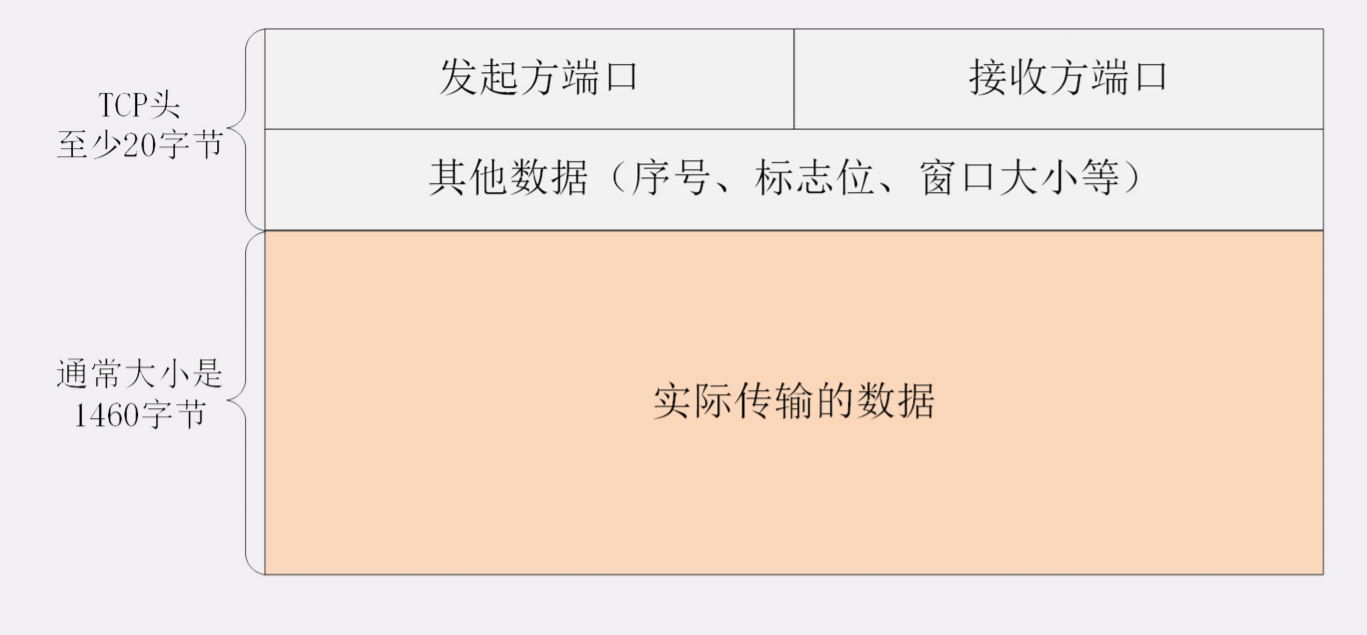 发起方端口
接收方端口
TCP头
至少20字节
其他数据（序号、标志位、窗口大小等）
通常大小是
1460字节
实际传输的数据